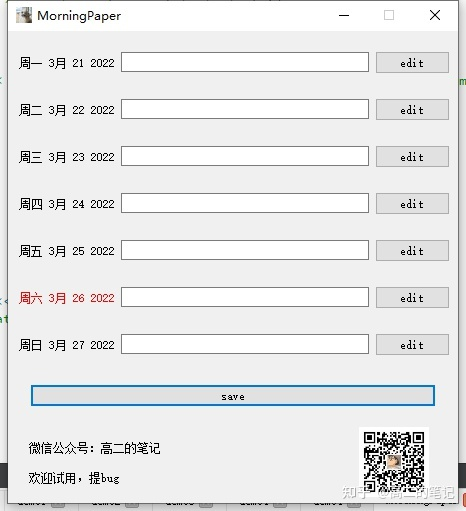 MorningPaper
周一 3月 21 2022 edit
周二 3月 22 2022 edit
周三 3月 23 2022 edit
周四 3月 24 2022 edit
周五 3月 25 2022 edit
周六 3月 26 2022 edit
周日 3月 27 2022 edit
save
微信公众号：高二的笔记
欢迎试用，提bug
知乎 @高二的笔记